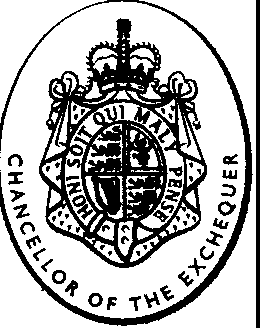 HONI SOIT QUI MAL Y PENSE
CHANCELLOR OF THE EXCHEQUER